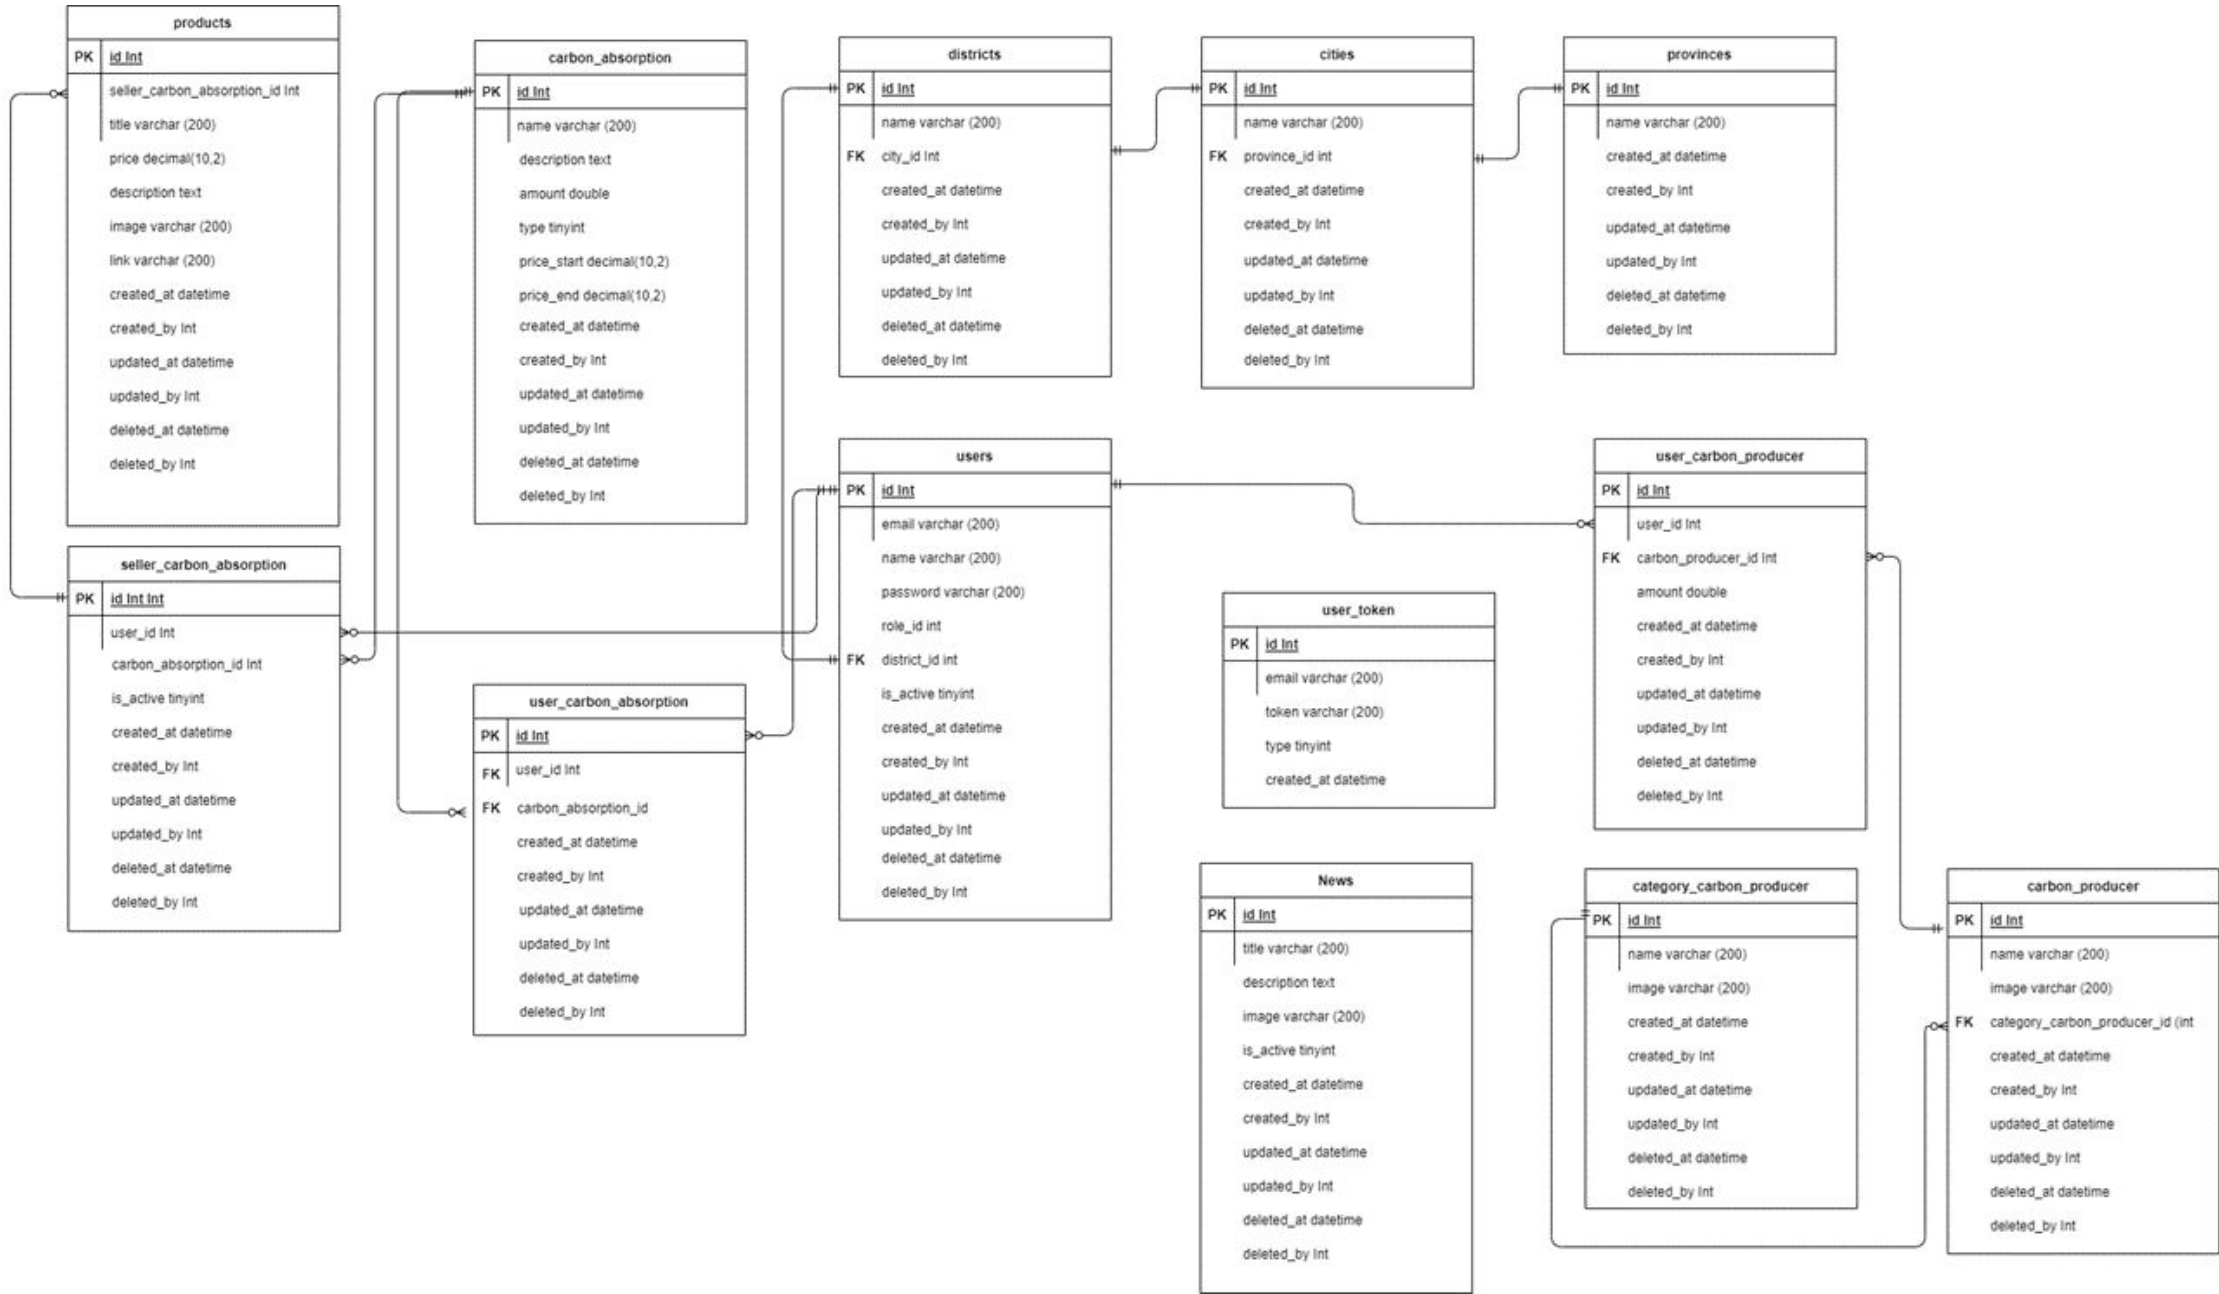 products
PK id Int
seller_carbon_absorption_id Int
title varchar (200)
price decimal(10,2)
description text
image varchar (200)
link varchar (200)
created_at datetime
created_by Int
updated_at datetime
updated_by Int
deleted_at datetime
deleted_by Int
carbon_absorption
PK id Int
name varchar (200)
description text
amount double
type tinyint
price_start decimal(10,2)
price_end decimal(10,2)
created_at datetime
created_by Int
updated_at datetime
updated_by Int
deleted_at datetime
deleted_by Int
districts
PK id Int
name varchar (200)
FK city_id Int
created_at datetime
created_by Int
updated_at datetime
updated_by Int
deleted_at datetime
deleted_by Int
cities
PK id Int
name varchar (200)
FK province_id int
created_at datetime
created_by Int
updated_at datetime
updated_by Int
deleted_at datetime
deleted_by Int
provinces
PK id Int
name varchar (200)
created_at datetime
created_by Int
updated_at datetime
updated_by Int
deleted_at datetime
deleted_by Int
seller_carbon_absorption
PK id Int Int
user_id Int
carbon_absorption_id Int
is_active tinyint
created_at datetime
created_by Int
updated_at datetime
updated_by Int
deleted_at datetime
deleted_by Int
user_carbon_absorption
PK id Int
FK user_id Int
FK carbon_absorption_id
created_at datetime
created_by Int
updated_at datetime
updated_by Int
deleted_at datetime
deleted_by Int
users
PK id Int
email varchar (200)
name varchar (200)
password varchar (200)
role_id int
FK district_id int
is_active tinyint
created_at datetime
created_by Int
updated_at datetime
updated_by Int
deleted_at datetime
deleted_by Int
user_token
PK id Int
email varchar (200)
token varchar (200)
type tinyint
created_at datetime
user_carbon_producer
PK id Int
user_id Int
FK carbon_producer_id Int
amount double
created_at datetime
created_by Int
updated_at datetime
updated_by Int
deleted_at datetime
deleted_by Int
News
PK id Int
title varchar (200)
description text
image varchar (200)
is_active tinyint
created_at datetime
created_by Int
updated_at datetime
updated_by Int
deleted_at datetime
deleted_by Int
category_carbon_producer
PK id Int
name varchar (200)
image varchar (200)
created_at datetime
created_by Int
updated_at datetime
updated_by Int
deleted_at datetime
deleted_by Int
carbon_producer
PK id Int
name varchar (200)
image varchar (200)
FK category_carbon_producer_id (int
created_at datetime
created_by Int
updated_at datetime
updated_by Int
deleted_at datetime
deleted_by Int